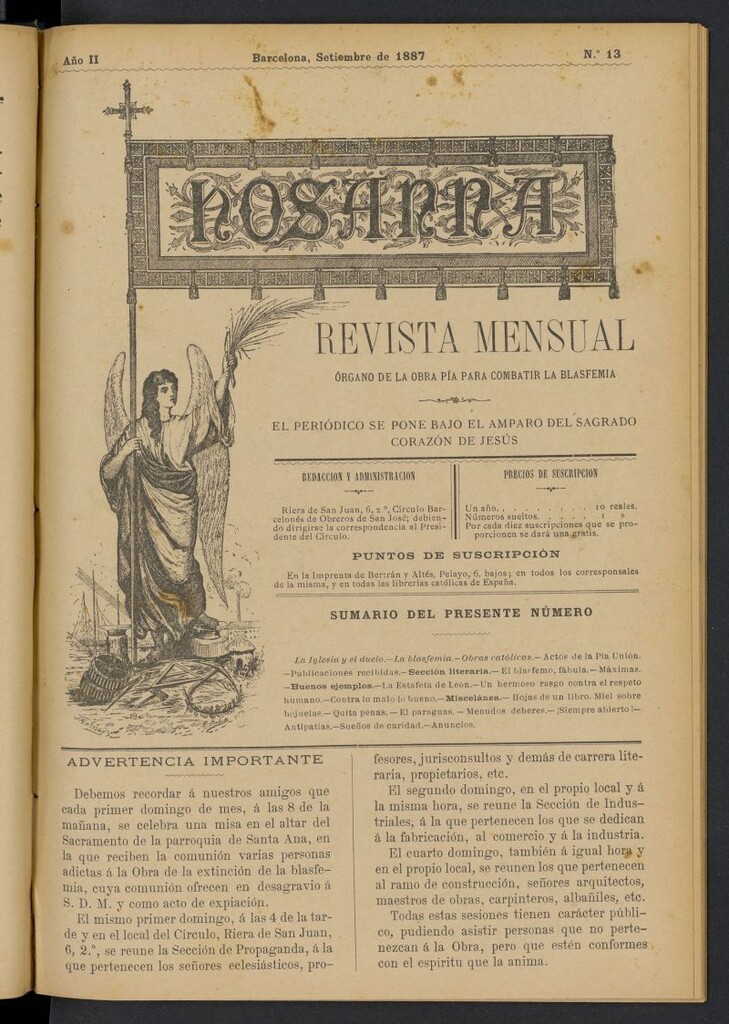 Año II
Barcelona, Setiembre de 1887
N.º 13
HOSANNA
REVISTA MENSUAL
ÓRGANO DE LA OBRA PÍA PARA COMBATIR LA BLASFEMIA
EL PERIÓDICO SE PONE BAJO EL AMPARO DEL SAGRADO
CORAZÓN DE JESÚS
REDACCION Y ADMINISTRACION
Riera de San Juan, 6, 2.º, Círculo Bar-
celonés de Obreros de San José; debien-
do dirigirse la correspondencia al Presi-
dente del Círculo.
PRECIOS DE SUSCRIPCION
Un año. . . . . . . . . 10 reales.
Números sueltos. . . . . . 1 »
Por cada diez suscripciones que se pro-
porcionen se dará una gratis.
PUNTOS DE SUSCRIPCIÓN
En la Imprenta de Bertrán y Altés, Pelayo, 6, bajos; en todos los corresponsales
de la misma, y en todas las librerías católicas de España.
SUMARIO DEL PRESENTE NÚMERO
La Iglesia y el duelo.—La blasfemia.—Obras católicas.—Actos de la Pía Unión.
—Publicaciones recibidas.—Sección literaria.—El blasfemo, fábula.—Máximas.
—Buenos ejemplos.—La Estafeta de Leon.—Un hermoso rasgo contra el respeto
humano.—Contra lo malo lo bueno.—Miscelánea.—Hojas de un libro. Miel sobre
hojuelas.—Quita penas.—El paraguas.—Menudos deberes.—¡Siempre abierto!—
Antipatías.—Sueños de caridad.—Anuncios.
ADVERTENCIA IMPORTANTE
Debemos recordar á nuestros amigos que
cada primer domingo de mes, á las 8 de la
mañana, se celebra una misa en el altar del
Sacramento de la parroquia de Santa Ana, en
la que reciben la comunión varias personas
adictas á la Obra de la extinción de la blasfe-
mia, cuya comunión ofrecen en desagravio á
S. D. M. y como acto de expiación.
El mismo primer domingo, á las 4 de la tar-
de y en el local del Círculo, Riera de San Juan,
6, 2.º, se reune la Sección de Propaganda, á la
que pertenecen los señores eclesiásticos, pro-
fesores, jurisconsultos y demás de carrera lite-
raria, propietarios, etc.
El segundo domingo, en el propio local y á
la misma hora, se reune la Sección de Indus-
triales, á la que pertenecen los que se dedican
á la fabricación, al comercio y á la industria.
El cuarto domingo, también á igual hora y
en el propio local, se reunen los que pertenecen
al ramo de construcción, señores arquitectos,
maestros de obras, carpinteros, albañiles, etc.
Todas estas sesiones tienen carácter públi-
co, pudiendo asistir personas que no perte-
nezcan á la Obra, pero que estén conformes
con el espíritu que la anima.